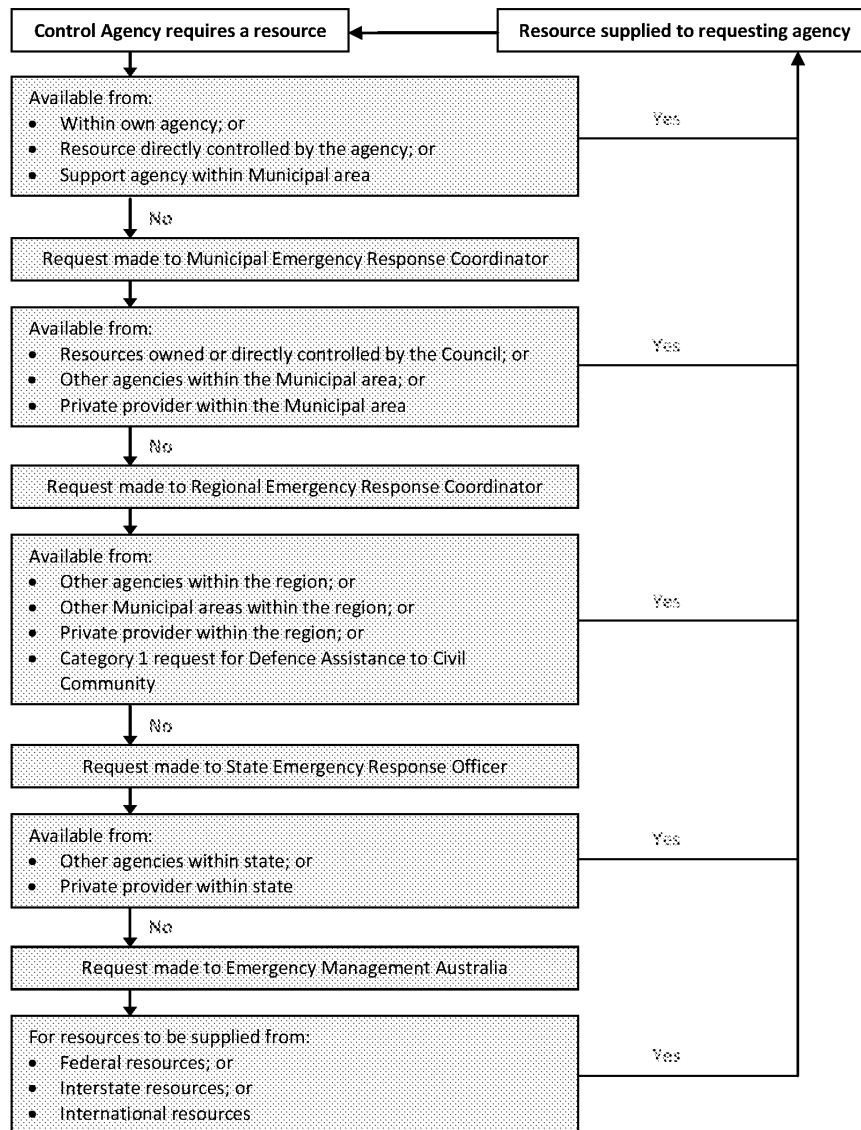 Control Agency requires a resource
Resource supplied to requesting agency
Available from:
• Within own agency; or
• Resource directly controlled by the agency; or
• Support agency within Municipal area
Yes
No
Request made to Municipal Emergency Response Coordinator
Available from:
• Resources owned or directly controlled by the Council; or
• Other agencies within the Municipal area; or
• Private provider within the Municipal area
Yes
No
Request made to Regional Emergency Response Coordinator
Available from:
• Other agencies within the region; or
• Other Municipal areas within the region; or
• Private provider within the region; or
• Category 1 request for Defence Assistance to Civil
Community
Yes
No
Request made to State Emergency Response Officer
Available from:
• Other agencies within state; or
• Private provider within state
Yes
No
Request made to Emergency Management Australia
For resources to be supplied from:
• Federal resources; or
• Interstate resources; or
• International resources
Yes